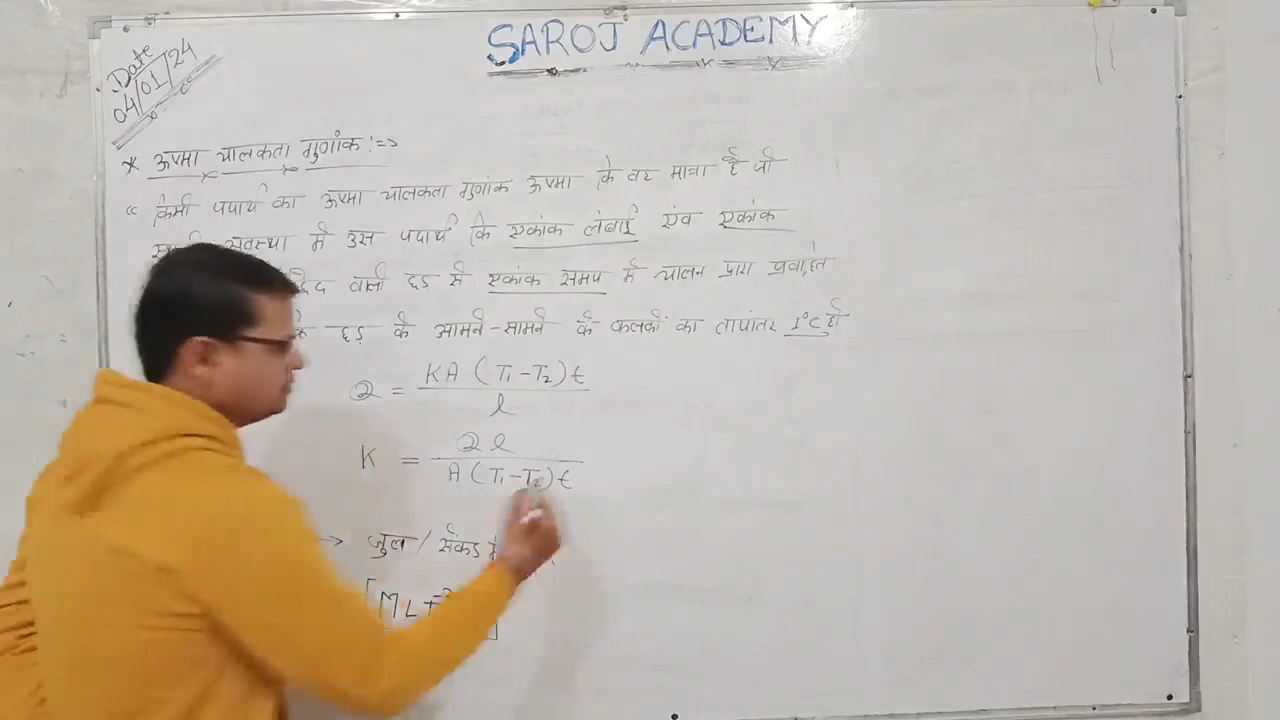 SAROJ ACADEMY
Date
04/01/24
* ऊष्मा चालकता गुणांक :=>
“ किसी पदार्थ का ऊष्मा चालकता गुणांक ऊष्मा कि वह मात्रा है जो
अवस्था में उस पदार्थ कि एकांक लंबाई एंव एकांक
वाली छड़ से एकांक समय में चालन द्वारा प्रवाहित
छड़ के आमने-सामने के फलकों का तापांतर 1°C हो
Q = KA (T₁-T₂)t / l
K = Q l / A (T₁-T₂) t
→ जुल / सेकंड
[ML